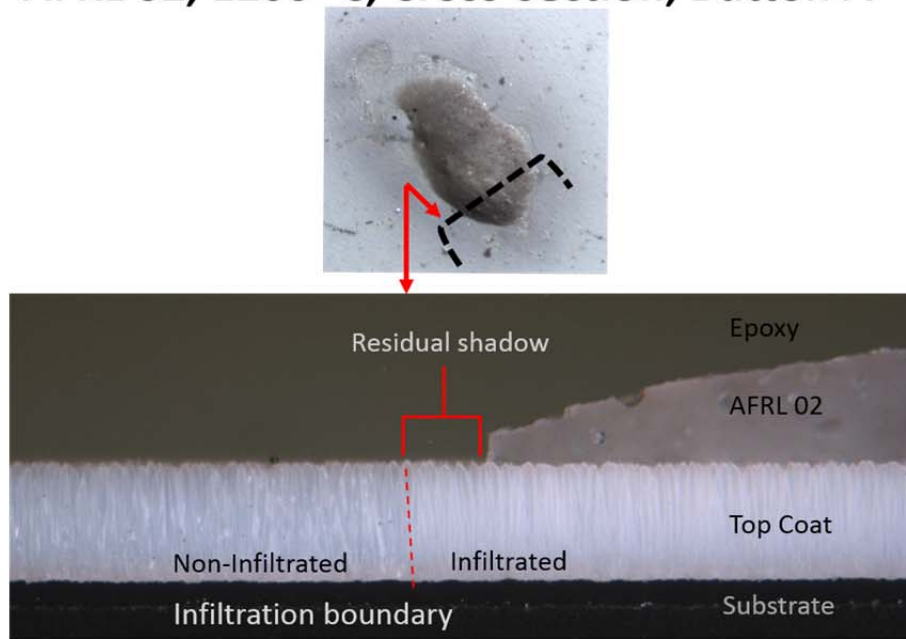 Residual shadow
Epoxy
AFRL 02
Top Coat
Non-Infiltrated
Infiltrated
Infiltration boundary
Substrate